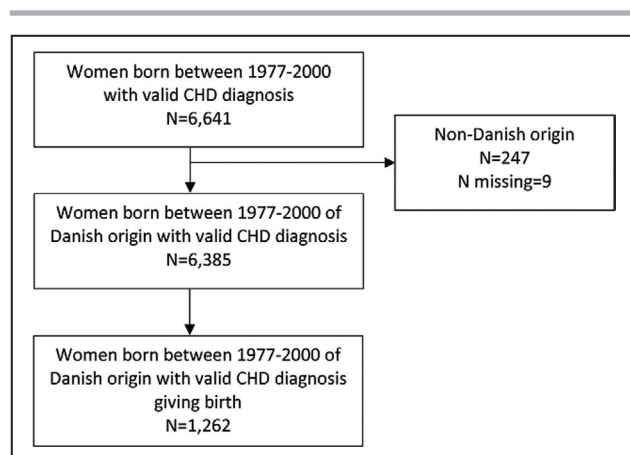 Women born between 1977-2000
with valid CHD diagnosis
N=6,641
Non-Danish origin
N=247
N missing=9
Women born between 1977-2000 of
Danish origin with valid CHD diagnosis
N=6,385
Women born between 1977-2000 of
Danish origin with valid CHD diagnosis
giving birth
N=1,262